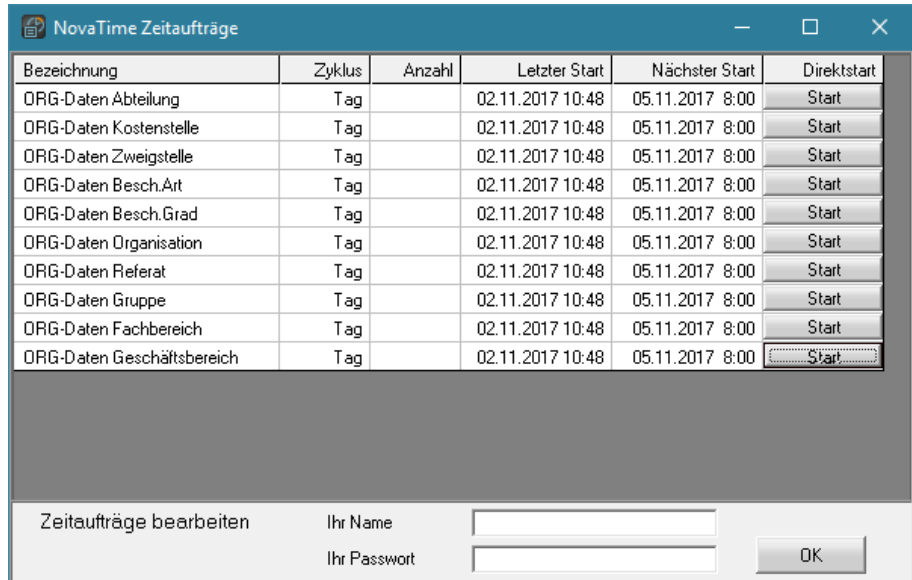 NovaTime Zeitaufträge
Bezeichnung Zyklus Anzahl Letzter Start Nächster Start Direktstart
ORG-Daten Abteilung Tag 02.11.2017 10:48 05.11.2017 8:00 Start
ORG-Daten Kostenstelle Tag 02.11.2017 10:48 05.11.2017 8:00 Start
ORG-Daten Zweigstelle Tag 02.11.2017 10:48 05.11.2017 8:00 Start
ORG-Daten Besch.Art Tag 02.11.2017 10:48 05.11.2017 8:00 Start
ORG-Daten Besch.Grad Tag 02.11.2017 10:48 05.11.2017 8:00 Start
ORG-Daten Organisation Tag 02.11.2017 10:48 05.11.2017 8:00 Start
ORG-Daten Referat Tag 02.11.2017 10:48 05.11.2017 8:00 Start
ORG-Daten Gruppe Tag 02.11.2017 10:48 05.11.2017 8:00 Start
ORG-Daten Fachbereich Tag 02.11.2017 10:48 05.11.2017 8:00 Start
ORG-Daten Geschäftsbereich Tag 02.11.2017 10:48 05.11.2017 8:00 Start
Zeitaufträge bearbeiten Ihr Name
Ihr Passwort OK